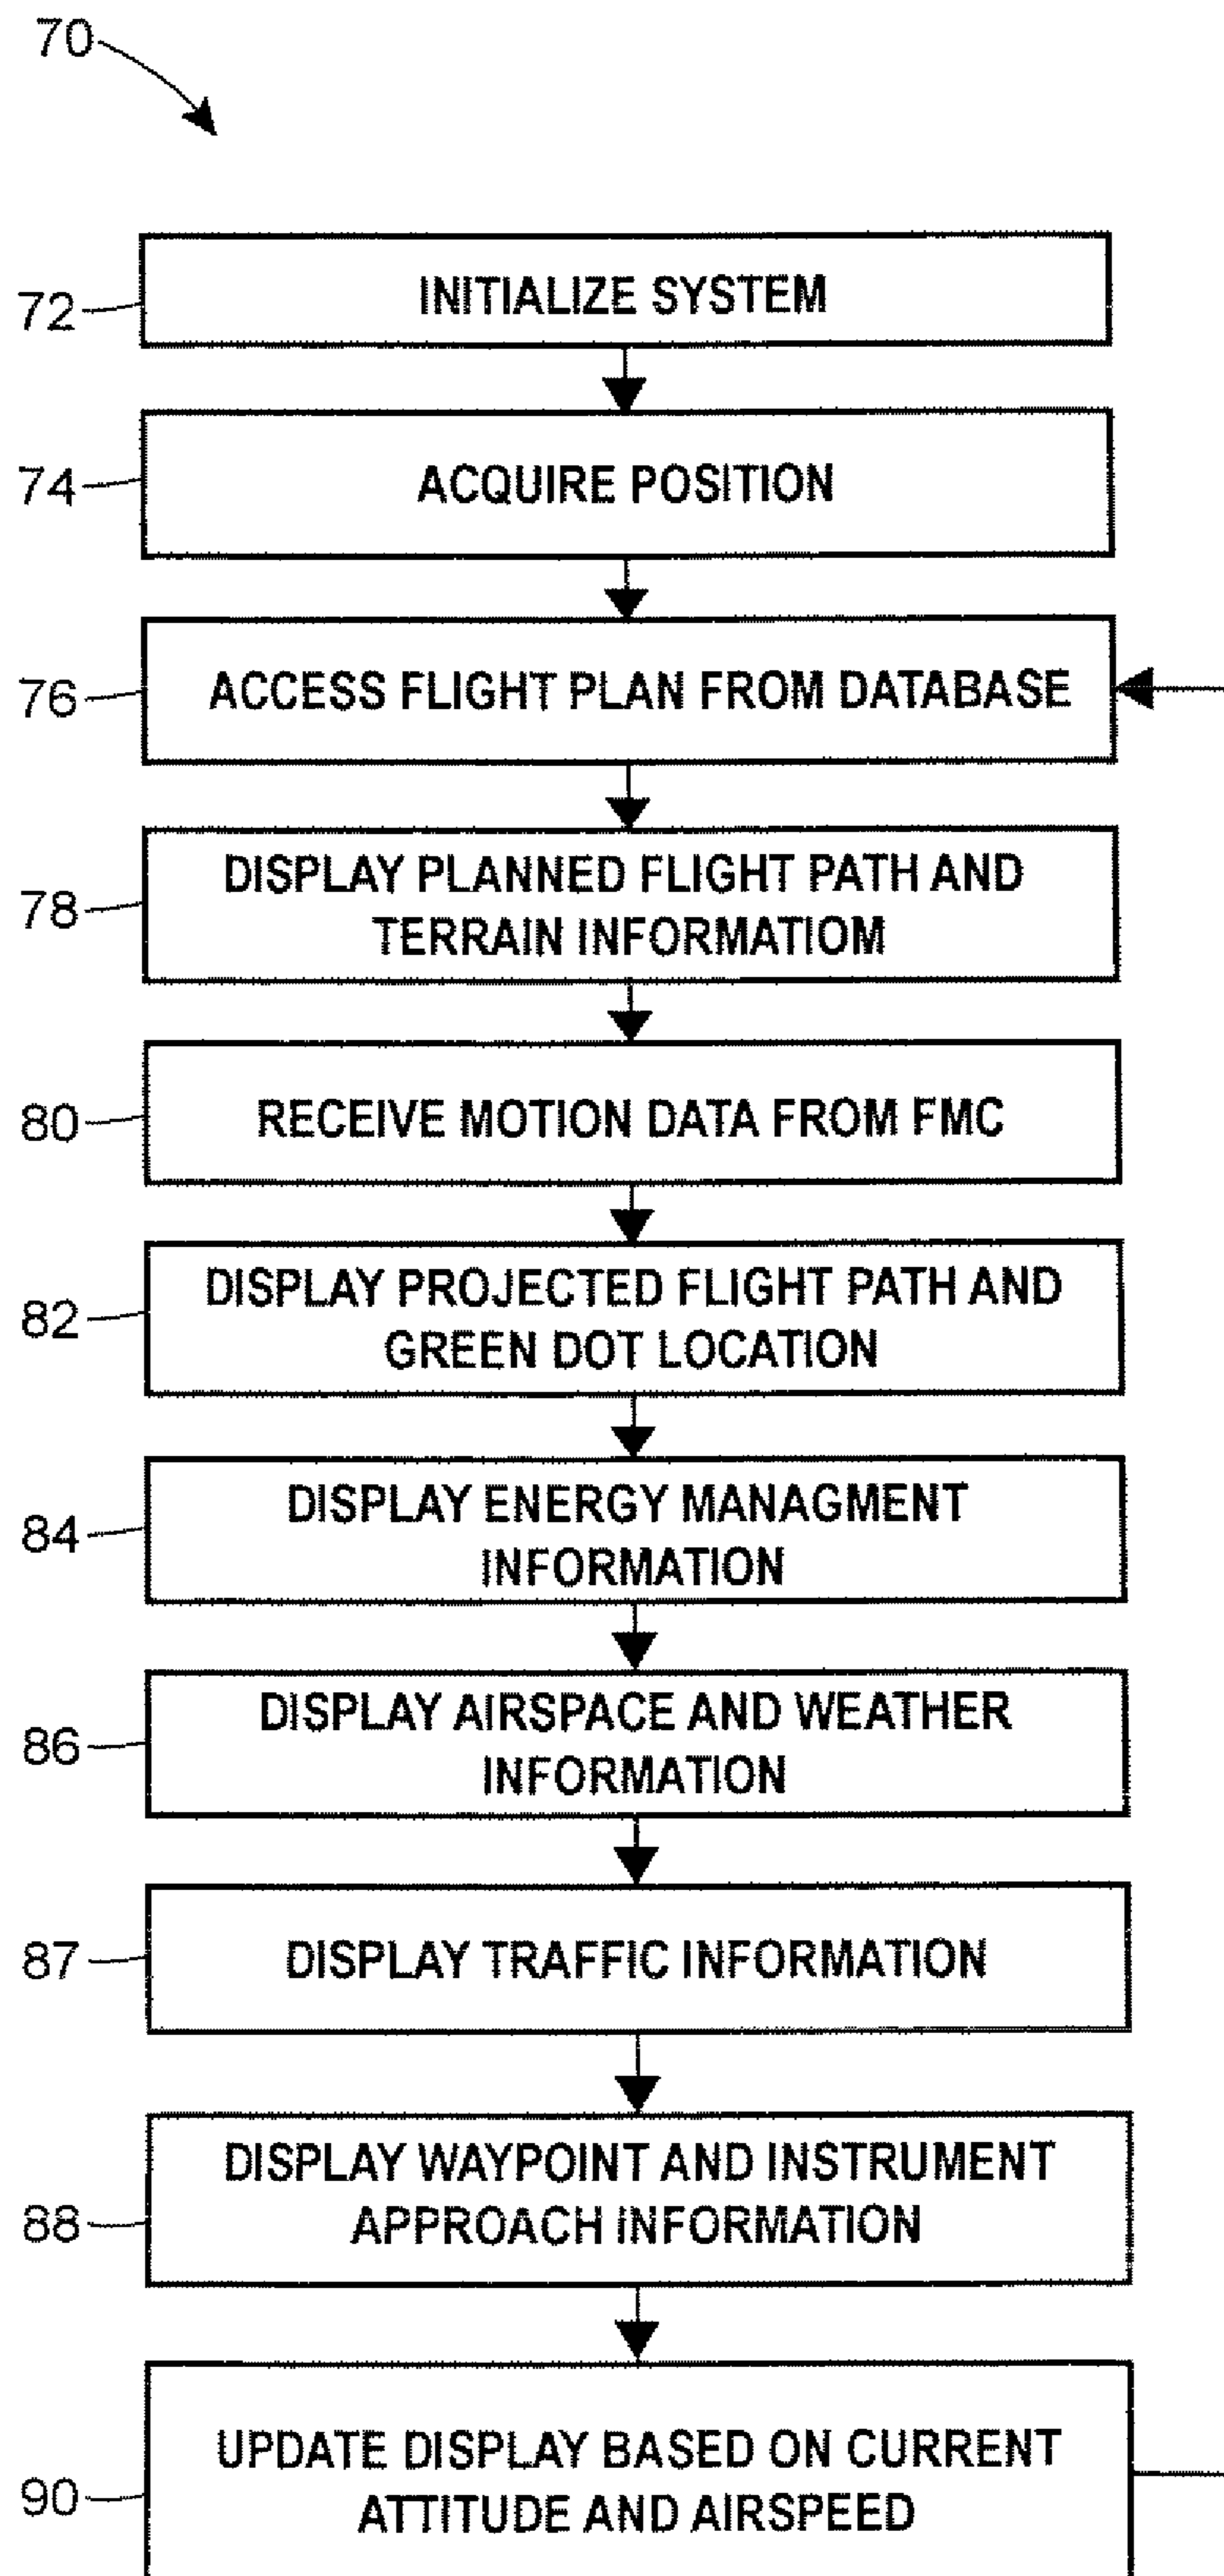 70
72
INITIALIZE SYSTEM
74
ACQUIRE POSITION
76
ACCESS FLIGHT PLAN FROM DATABASE
78
DISPLAY PLANNED FLIGHT PATH AND
TERRAIN INFORMATIOM
80
RECEIVE MOTION DATA FROM FMC
82
DISPLAY PROJECTED FLIGHT PATH AND
GREEN DOT LOCATION
84
DISPLAY ENERGY MANAGMENT
INFORMATION
86
DISPLAY AIRSPACE AND WEATHER
INFORMATION
87
DISPLAY TRAFFIC INFORMATION
88
DISPLAY WAYPOINT AND INSTRUMENT
APPROACH INFORMATION
90
UPDATE DISPLAY BASED ON CURRENT
ATTITUDE AND AIRSPEED